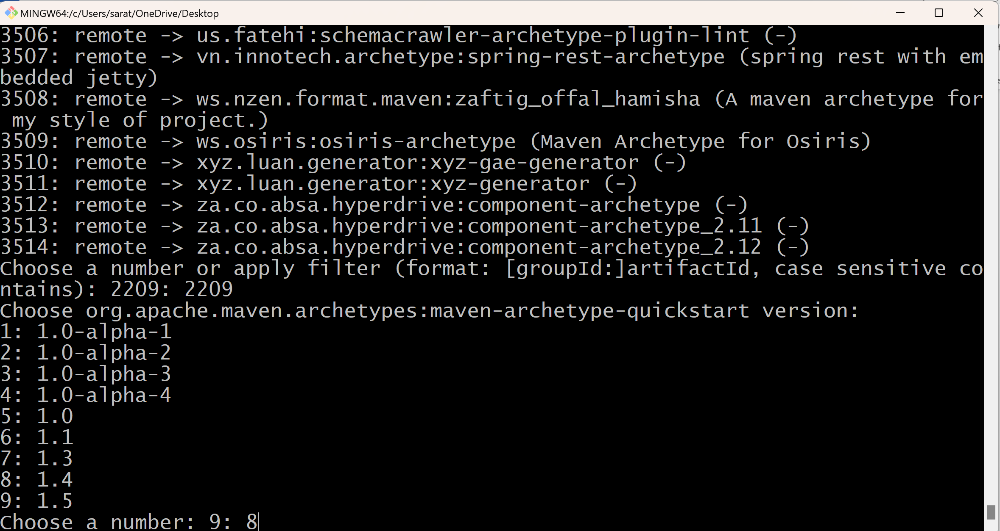 MINGW64:/c/Users/sarat/OneDrive/Desktop
3506: remote -> us.fatehi:schemacrawler-archetype-plugin-lint (-)
3507: remote -> vn.innotech.archetype:spring-rest-archetype (spring rest with em
bedded jetty)
3508: remote -> ws.nzen.format.maven:zaftig_offal_hamisha (A maven archetype for
 my style of project.)
3509: remote -> ws.osiris:osiris-archetype (Maven Archetype for Osiris)
3510: remote -> xyz.luan.generator:xyz-gae-generator (-)
3511: remote -> xyz.luan.generator:xyz-generator (-)
3512: remote -> za.co.absa.hyperdrive:component-archetype (-)
3513: remote -> za.co.absa.hyperdrive:component-archetype_2.11 (-)
3514: remote -> za.co.absa.hyperdrive:component-archetype_2.12 (-)
Choose a number or apply filter (format: [groupId:]artifactId, case sensitive co
ntains): 2209: 2209
Choose org.apache.maven.archetypes:maven-archetype-quickstart version:
1: 1.0-alpha-1
2: 1.0-alpha-2
3: 1.0-alpha-3
4: 1.0-alpha-4
5: 1.0
6: 1.1
7: 1.3
8: 1.4
9: 1.5
Choose a number: 9: 8